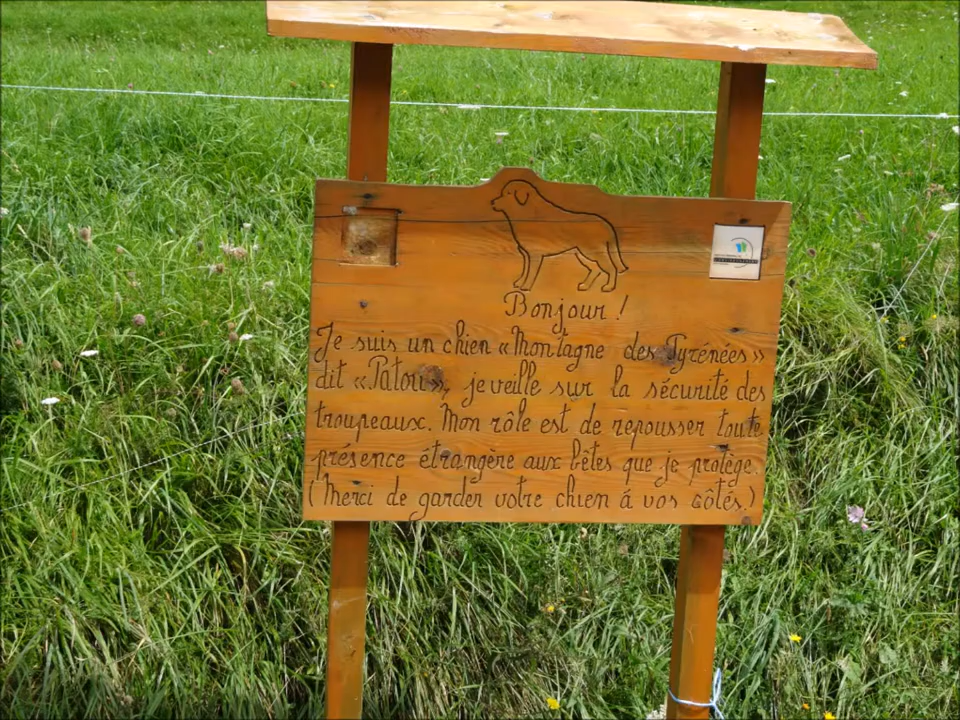 Bonjour !
Je suis un chien « Montagne des Pyrénées »
dit « Patou », je veille sur la sécurité des
troupeaux. Mon rôle est de repousser toute
présence étrangère aux bêtes que je protège.
(Merci de garder votre chien á vos côtés.)